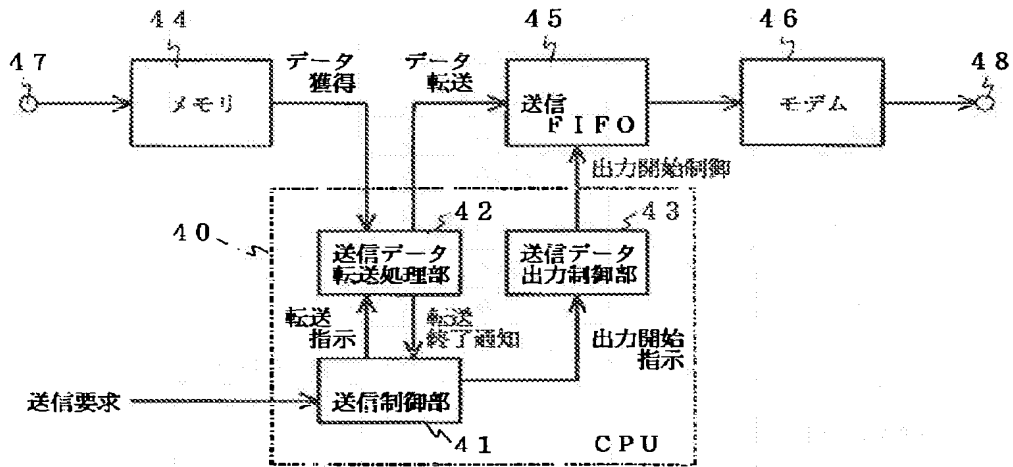 44
45
46
47
48
データ
獲得
データ
転送
メモリ
送信
FIFO
モデム
出力開始制御
40
42
43
送信データ
転送処理部
送信データ
出力制御部
転送
指示
転送
終了通知
出力開始
指示
送信要求
送信制御部
41
CPU